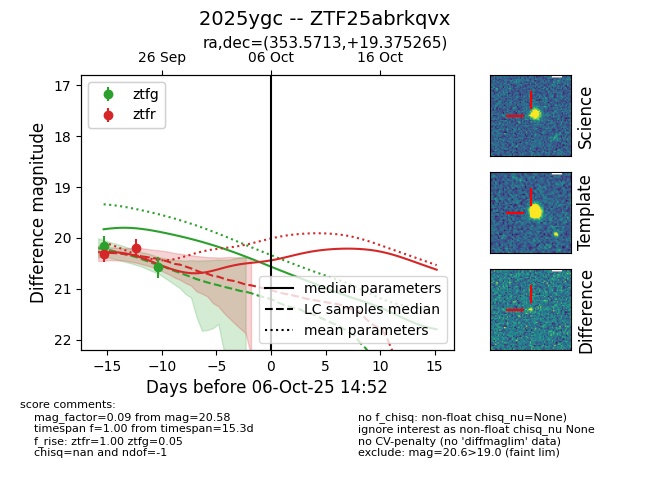 2025ygc -- ZTF25abrkqvx
ra,dec=(353.5713,+19.375265)
26 Sep 06 Oct 16 Oct
17
18
19
20
21
22
Difference magnitude
ztfg
ztfr
median parameters
LC samples median
mean parameters
−15 −10 −5 0 5 10 15
Days before 06-Oct-25 14:52
Science
Template
Difference
score comments:
mag_factor=0.09 from mag=20.58
timespan f=1.00 from timespan=15.3d
f_rise: ztfr=1.00 ztfg=0.05
chisq=nan and ndof=-1
no f_chisq: non-float chisq_nu=None)
ignore interest as non-float chisq_nu None
no CV-penalty (no 'diffmaglim' data)
exclude: mag=20.6>19.0 (faint lim)